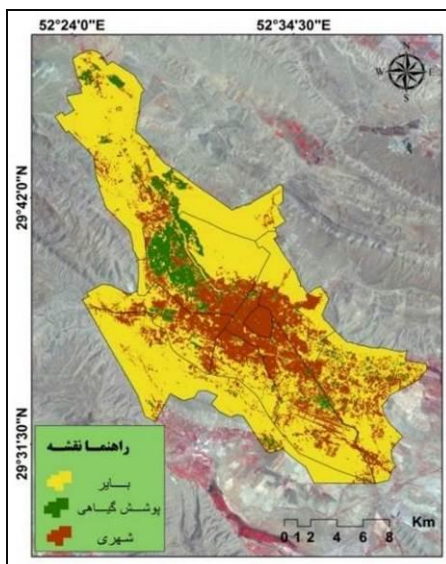 52°24'0"E 52°34'30"E
N
W E
S
29°42'0"N
29°31'30"N
راهنما نقشه
بایر
پوشش گیاهی
شهری
Km
0 1 2 4 6 8